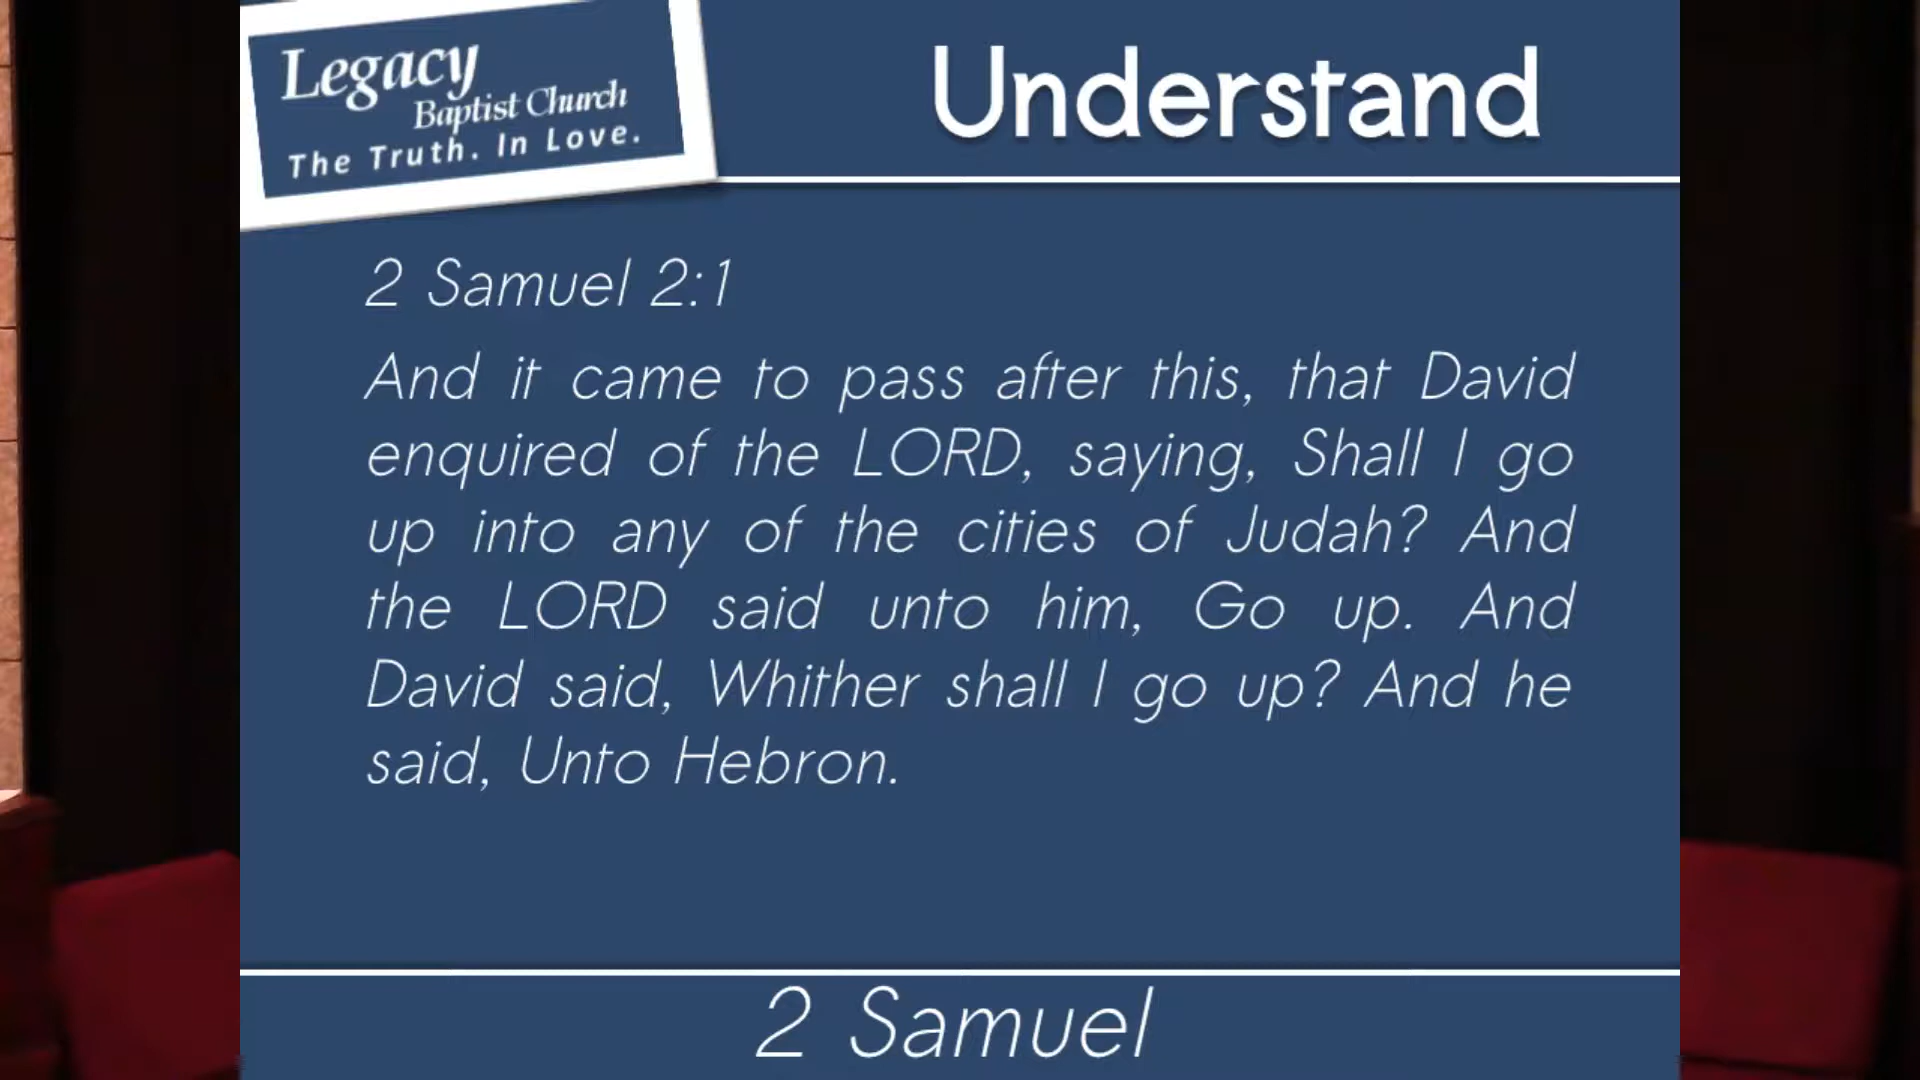 Legacy
Baptist Church
The Truth. In Love.
Understand
2 Samuel 2:1
And it came to pass after this, that David
enquired of the LORD, saying, Shall I go
up into any of the cities of Judah? And
the LORD said unto him, Go up. And
David said, Whither shall I go up? And he
said, Unto Hebron.
2 Samuel